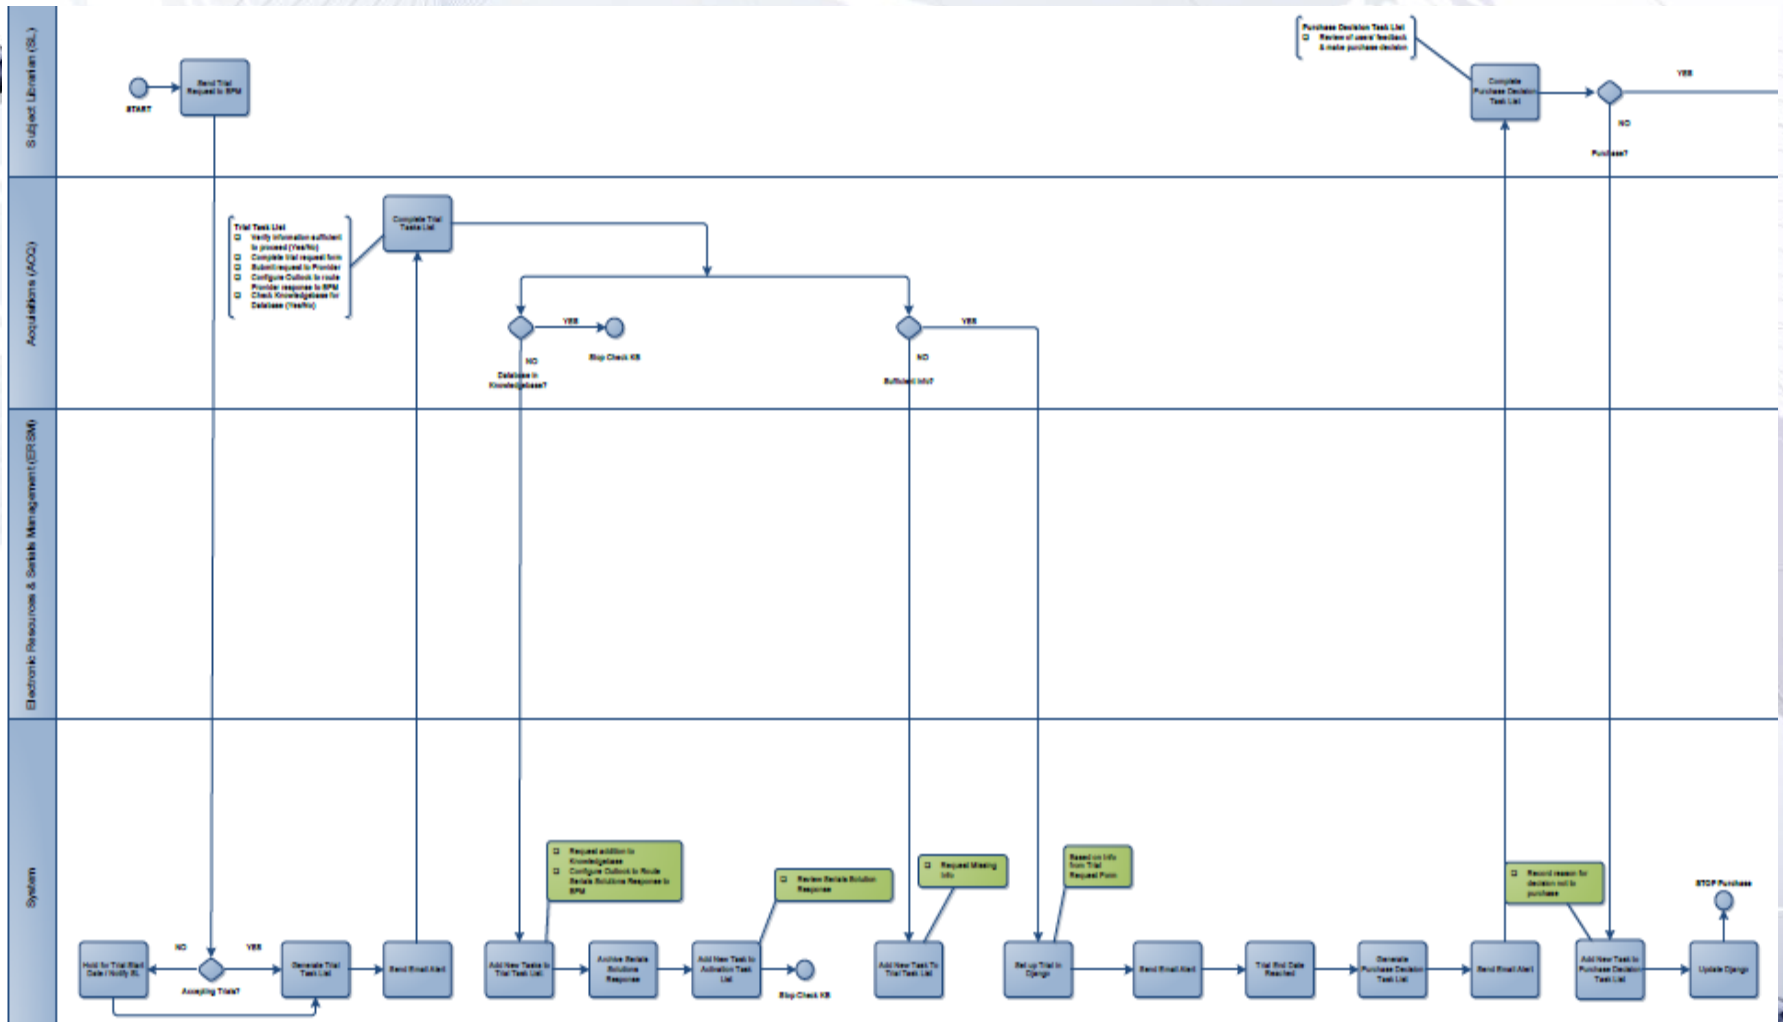 Subject Librarian (SL)
START
Send Trial
Request to BPM
Purchase Decision Task List
Review of users' feedback
& make purchase decision
Complete
Purchase Decision
Task List
YES
NO
Purchase?
Acquisitions (ACQ)
Trial Task List
Verify information sufficient
to proceed (Yes/No)
Complete trial request form
Submit request to Provider
Configure Outlook to route
Provider response to BPM
Check Knowledgebase for
Database (Yes/No)
Complete Trial
Tasks List
YES
Stop Check KB
NO
Database in
Knowledgebase?
YES
NO
Sufficient Info?
Electronic Resources & Serials Management (ERSM)
System
Hold for Trial Start
Date / Notify SL
NO
YES
Accepting Trials?
Generate Trial
Task List
Send Email Alert
Request addition to
Knowledgebase
Configure Outlook to Route
Serials Solutions Response to
BPM
Add New Tasks to
Trial Task List
Archive Serials
Solutions
Response
Review Serials Solution
Response
Add New Task to
Activation Task
List
Stop Check KB
Request Missing
Info
Add New Task To
Trial Task List
Based on Info
from Trial
Request Form
Set up Trial in
Django
Send Email Alert
Trial End Date
Reached
Generate
Purchase Decision
Task List
Send Email Alert
Record reason for
decision not to
purchase
Add New Task to
Purchase Decision
Task List
STOP Purchase
Update Django